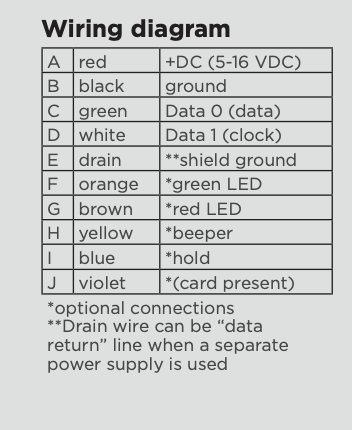 Wiring diagram
A red +DC (5-16 VDC)
B black ground
C green Data 0 (data)
D white Data 1 (clock)
E drain **shield ground
F orange *green LED
G brown *red LED
H yellow *beeper
I blue *hold
J violet *(card present)
*optional connections
**Drain wire can be “data
return” line when a separate
power supply is used